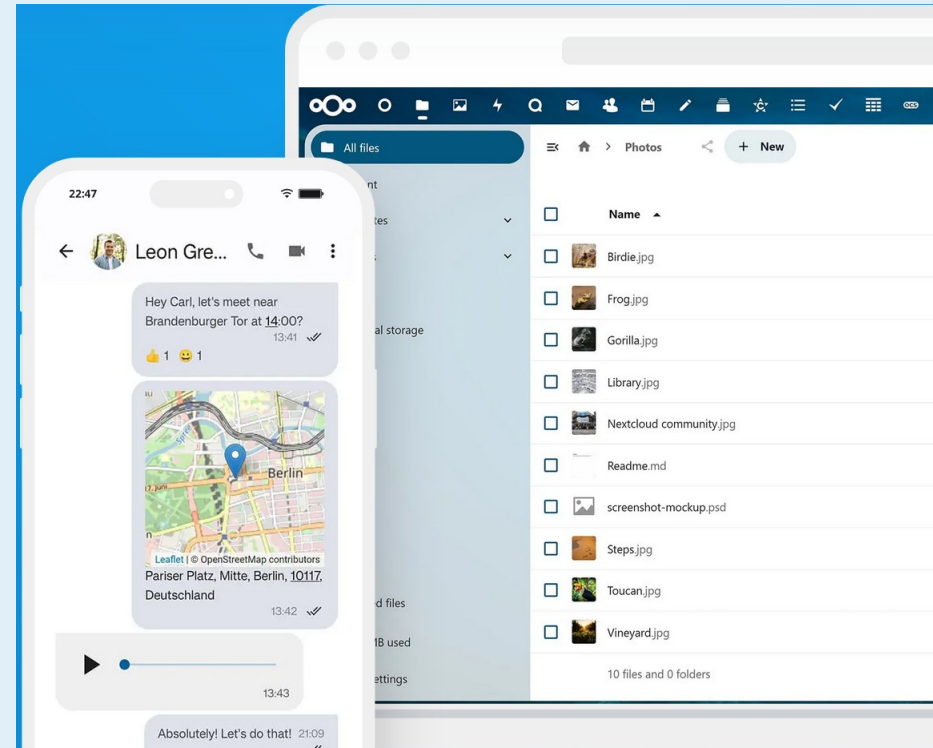 22:47
Leon Gre...
Hey Carl, let's meet near
Brandenburger Tor at 14:00?
13:41
👍 1 😀 1
Spree
17. Juni
Berlin
Leaflet | © OpenStreetMap contributors
Pariser Platz, Mitte, Berlin, 10117,
Deutschland
13:42
13:43
Absolutely! Let's do that! 21:09
All files
nt
tes
s
al storage
d files
MB used
ettings
Photos
+ New
Name
Birdie.jpg
Frog.jpg
Gorilla.jpg
Library.jpg
Nextcloud community.jpg
Readme.md
screenshot-mockup.psd
Steps.jpg
Toucan.jpg
Vineyard.jpg
10 files and 0 folders